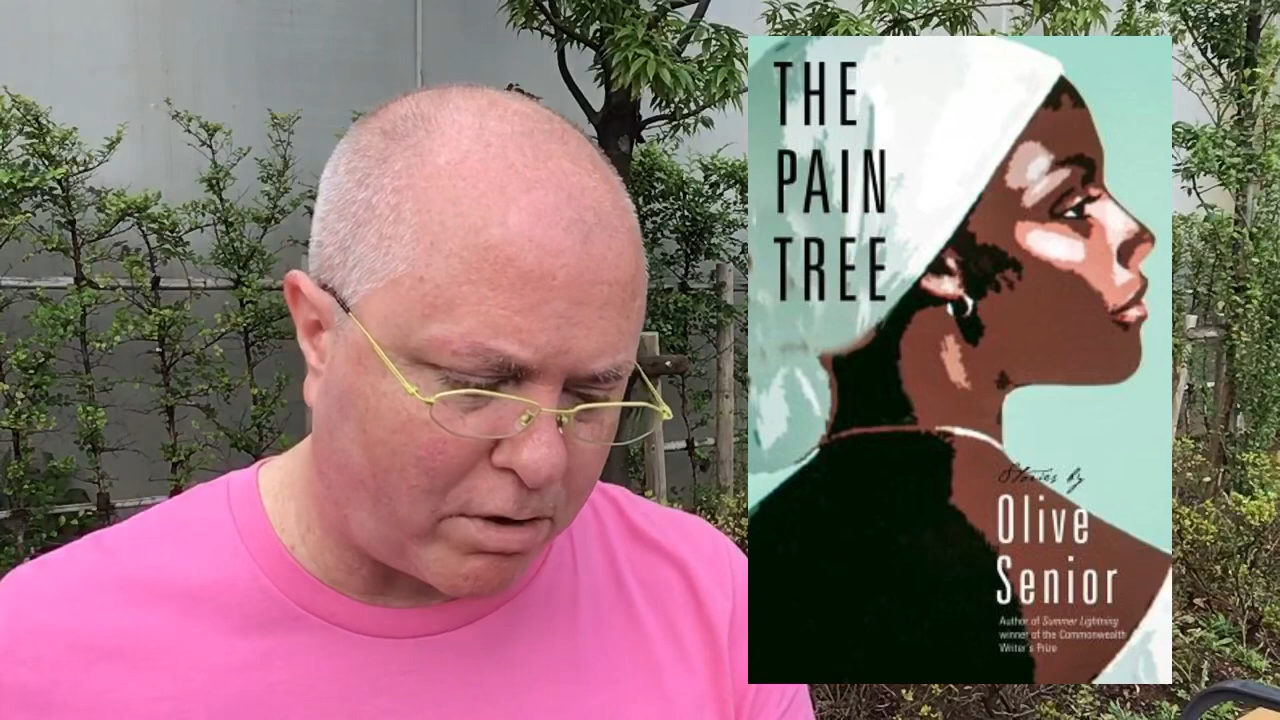 THE
PAIN
TREE
Stories by
Olive
Senior
Author of Summer Lightning
winner of the Commonwealth
Writer's Prize